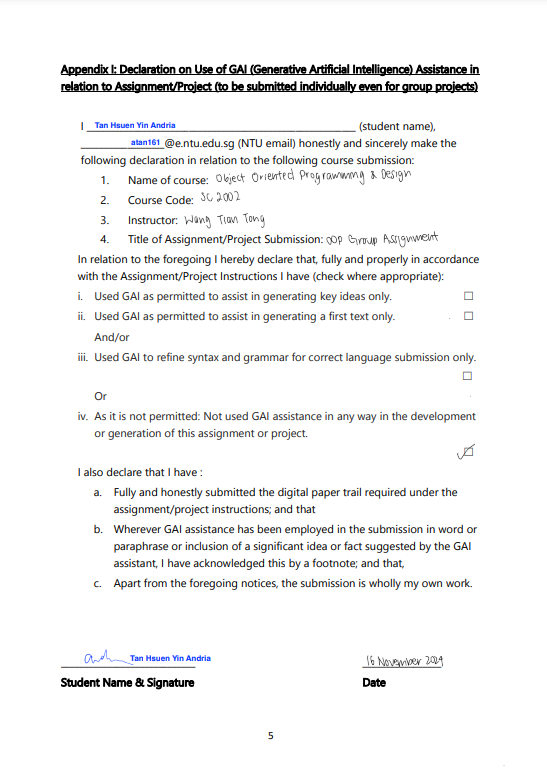 Appendix I: Declaration on Use of GAI (Generative Artificial Intelligence) Assistance in
relation to Assignment/Project (to be submitted individually even for group projects)
I Tan Hsuen Yin Andria (student name),
atan161 @e.ntu.edu.sg (NTU email) honestly and sincerely make the
following declaration in relation to the following course submission:
1. Name of course: Object Oriented Programming & Design
2. Course Code: SC2002
3. Instructor: Wang Tian Tong
4. Title of Assignment/Project Submission: OOP Group Assignment
In relation to the foregoing I hereby declare that, fully and properly in accordance
with the Assignment/Project Instructions I have (check where appropriate):
i. Used GAI as permitted to assist in generating key ideas only. ☐
ii. Used GAI as permitted to assist in generating a first text only. ☐
And/or
iii. Used GAI to refine syntax and grammar for correct language submission only.
☐
Or
iv. As it is not permitted: Not used GAI assistance in any way in the development
or generation of this assignment or project.
☑
I also declare that I have :
a. Fully and honestly submitted the digital paper trail required under the
assignment/project instructions; and that
b. Wherever GAI assistance has been employed in the submission in word or
paraphrase or inclusion of a significant idea or fact suggested by the GAI
assistant, I have acknowledged this by a footnote; and that,
c. Apart from the foregoing notices, the submission is wholly my own work.
Tan Hsuen Yin Andria 16 November 2024
Student Name & Signature Date
5